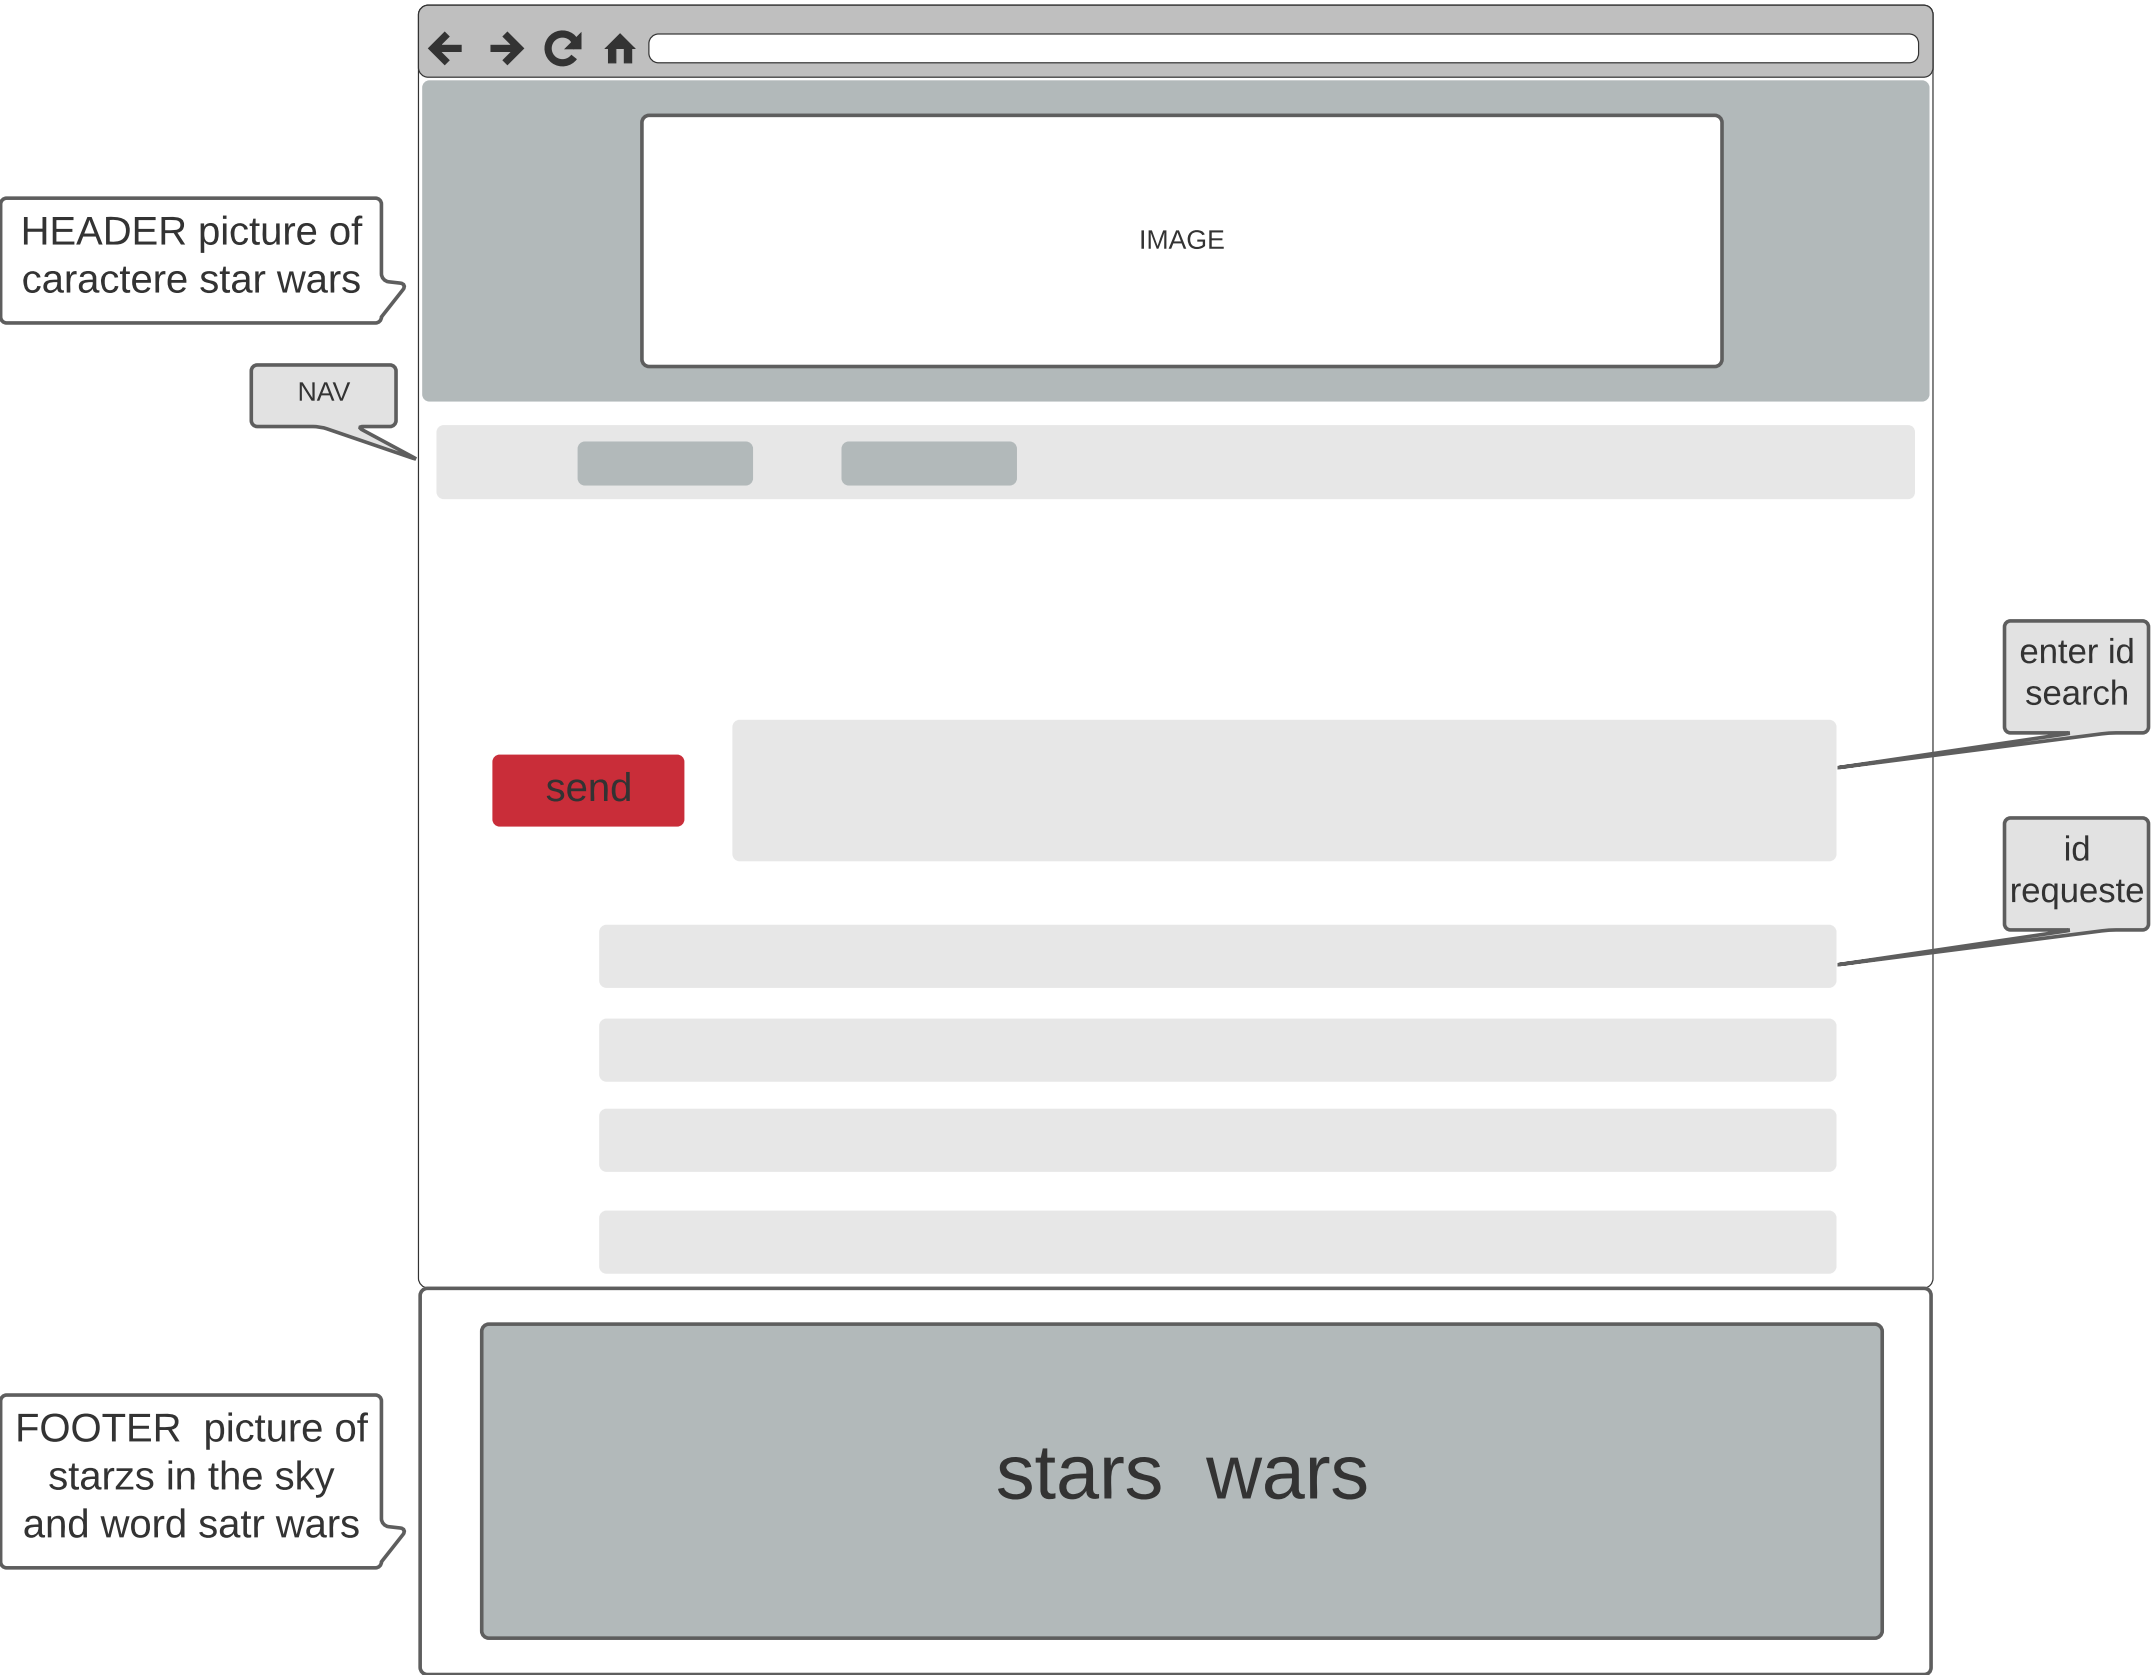 IMAGE
HEADER picture of
caractere star wars
NAV
enter id
search
send
id
requeste
FOOTER  picture of
starzs in the sky
and word satr wars
stars  wars